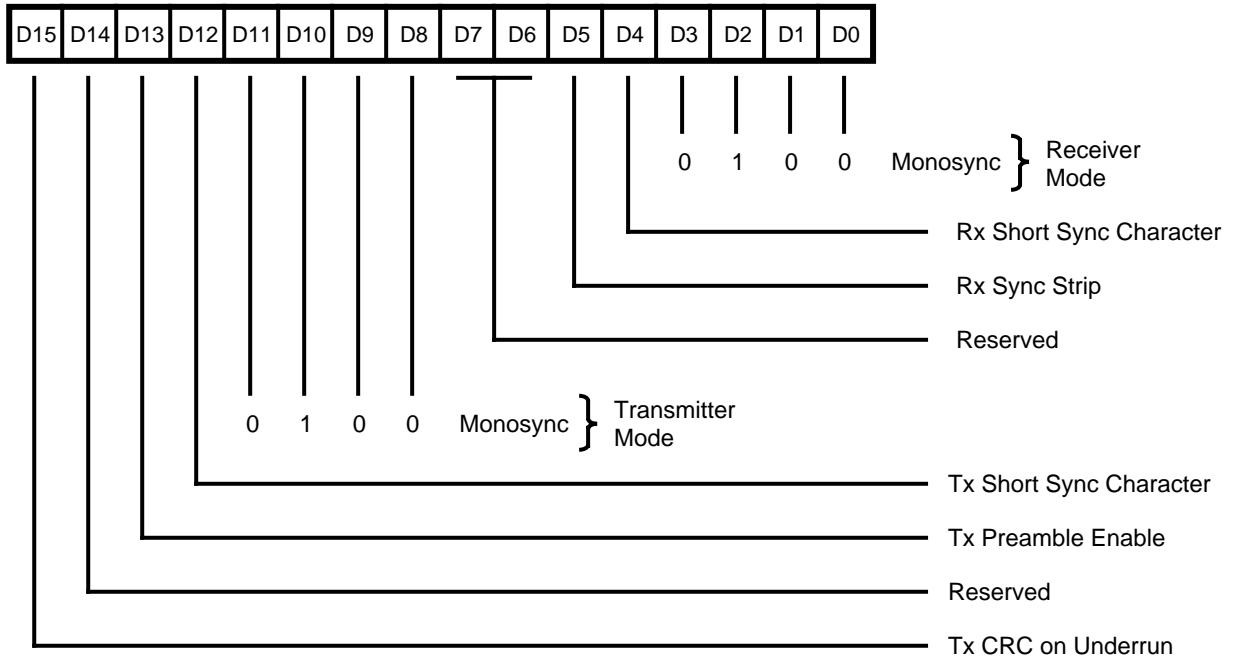 D15 D14 D13 D12 D11 D10 D9 D8 D7 D6 D5 D4 D3 D2 D1 D0
0 1 0 0 Monosync } Receiver
Mode
Rx Short Sync Character
Rx Sync Strip
Reserved
0 1 0 0 Monosync } Transmitter
Mode
Tx Short Sync Character
Tx Preamble Enable
Reserved
Tx CRC on Underrun